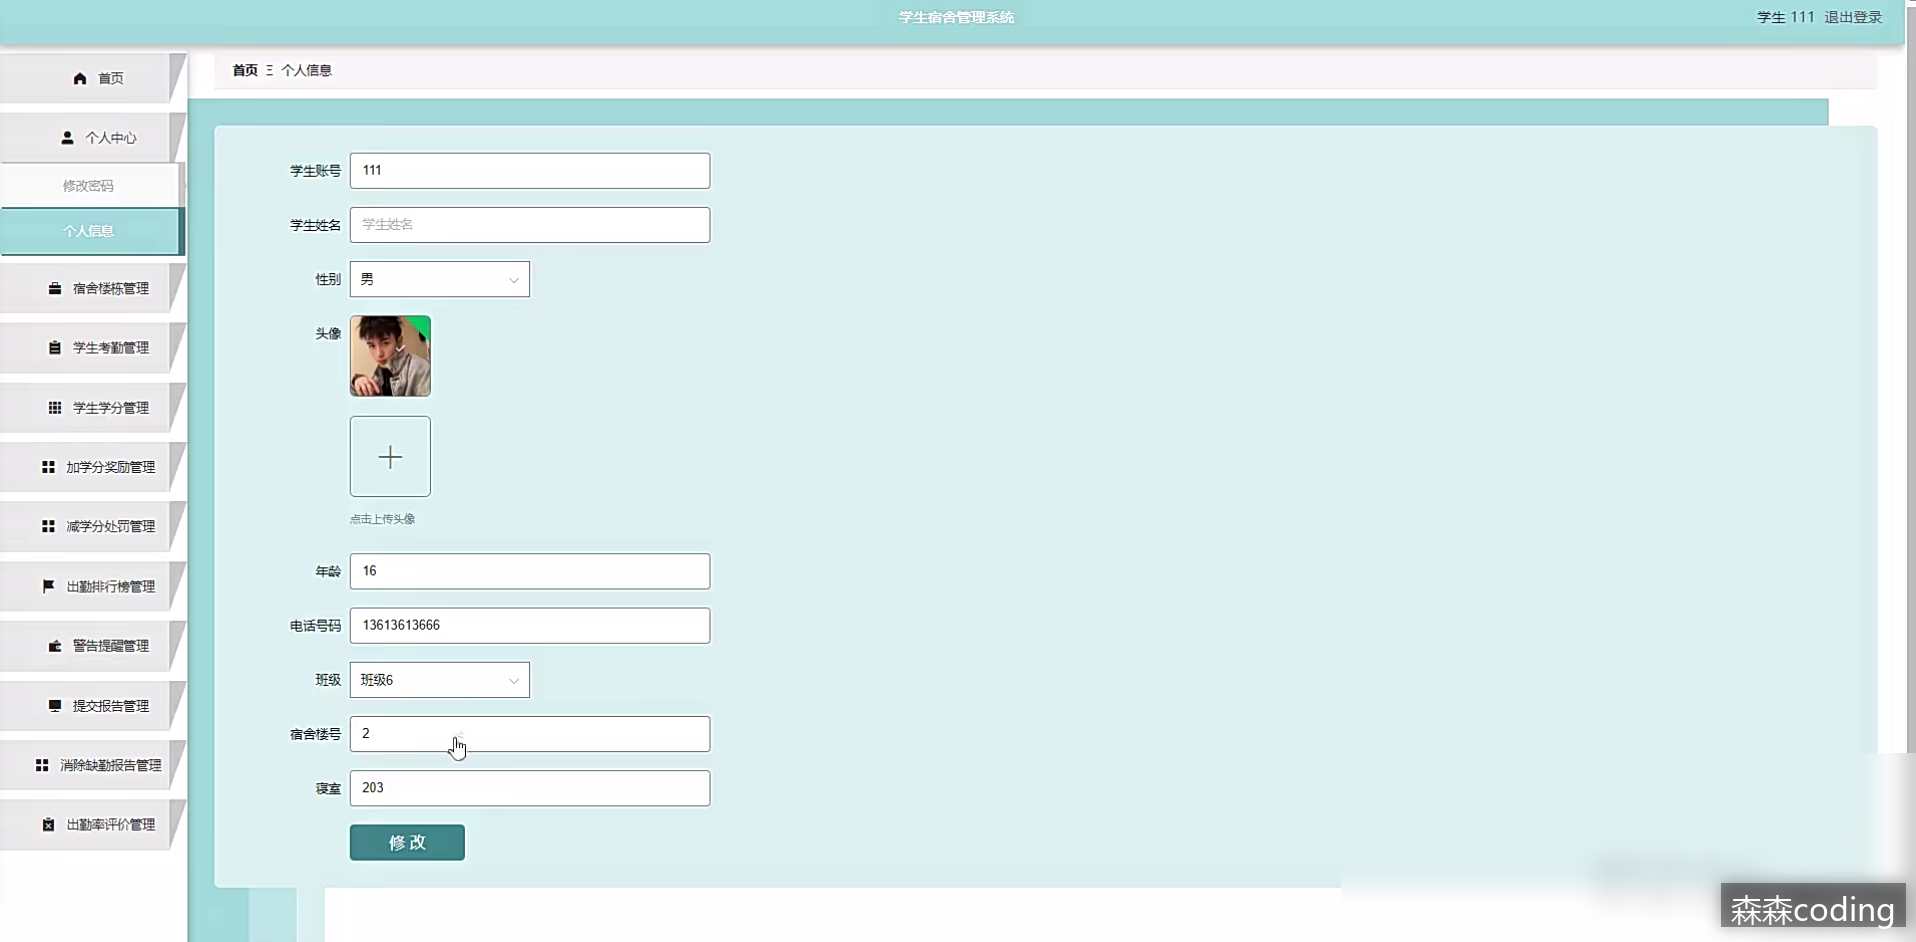 学生宿舍管理系统
学生 111 退出登录
首页
个人中心
修改密码
个人信息
宿舍楼栋管理
学生考勤管理
学生学分管理
加学分奖励管理
减学分处罚管理
出勤排行榜管理
警告提醒管理
提交报告管理
消除缺勤报告管理
出勤率评价管理
首页 Ξ 个人信息
学生账号 111
学生姓名 学生姓名
性别 男
头像
点击上传头像
年龄 16
电话号码 13613613666
班级 班级6
宿舍楼号 2
寝室 203
修改
森森coding